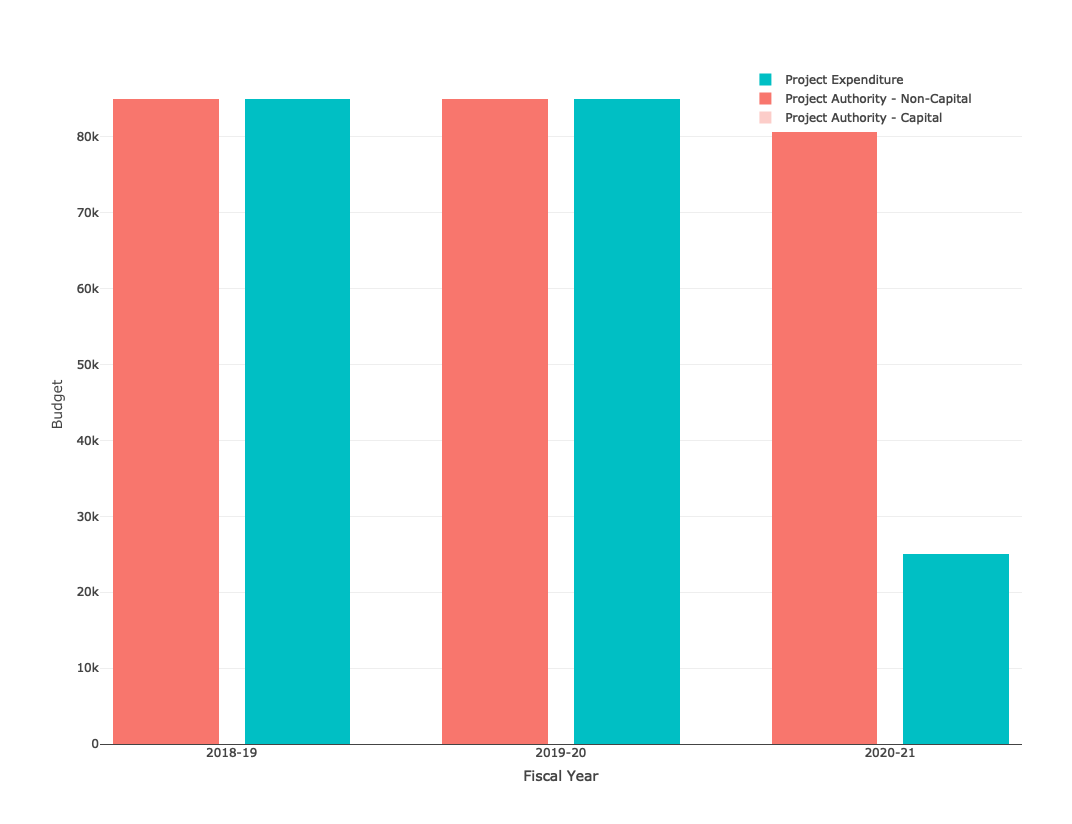 Project Expenditure
Project Authority - Non-Capital
Project Authority - Capital
80k
70k
60k
50k
40k
30k
20k
10k
0
Budget
2018-19
2019-20
2020-21
Fiscal Year